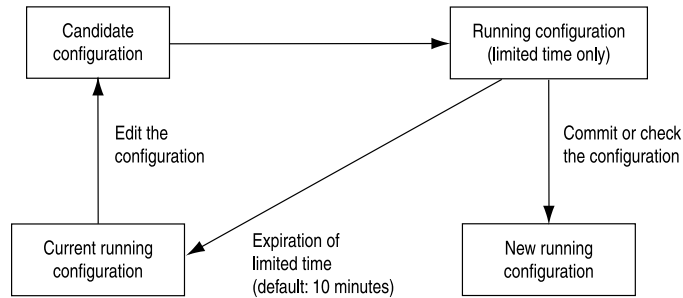 Candidate
configuration
Running configuration
(limited time only)
Edit the
configuration
Commit or check
the configuration
Current running
configuration
Expiration of
limited time
(default: 10 minutes)
New running
configuration